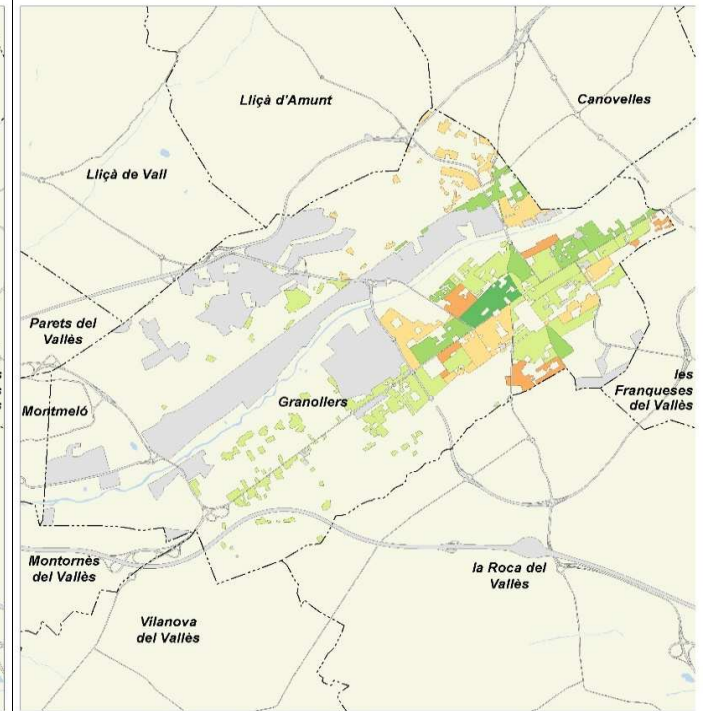 Lliçà d'Amunt
Canovelles
Lliçà de Vall
Parets del
Vallès
les
Franqueses
del Vallès
Montmeló
Granollers
Montornès
del Vallès
la Roca del
Vallès
Vilanova
del Vallès